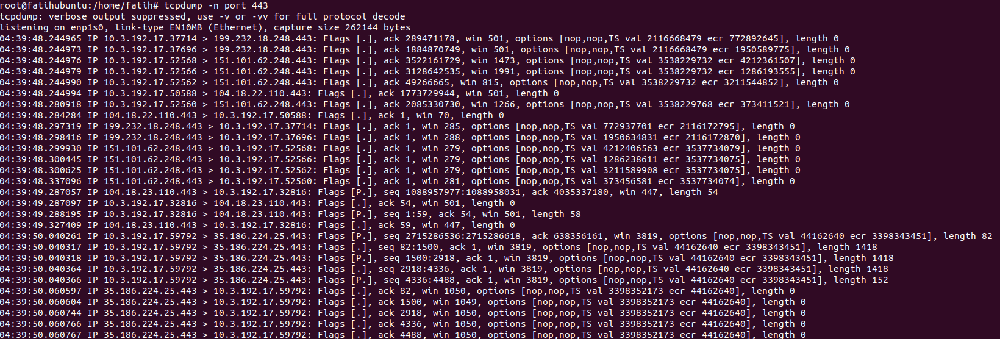 root@fatihubuntu:/home/fatih# tcpdump -n port 443
tcpdump: verbose output suppressed, use -v or -vv for full protocol decode
listening on enp1s0, link-type EN10MB (Ethernet), capture size 262144 bytes
04:39:48.244965 IP 10.3.192.17.37714 > 199.232.18.248.443: Flags [.], ack 289471178, win 501, options [nop,nop,TS val 2116668479 ecr 772892645], length 0
04:39:48.244973 IP 10.3.192.17.37696 > 199.232.18.248.443: Flags [.], ack 1884870749, win 501, options [nop,nop,TS val 2116668479 ecr 1950589775], length 0
04:39:48.244976 IP 10.3.192.17.52568 > 151.101.62.248.443: Flags [.], ack 3522161729, win 1473, options [nop,nop,TS val 3538229732 ecr 4212361507], length 0
04:39:48.244979 IP 10.3.192.17.52566 > 151.101.62.248.443: Flags [.], ack 3128642535, win 1991, options [nop,nop,TS val 3538229732 ecr 1286193555], length 0
04:39:48.244990 IP 10.3.192.17.52562 > 151.101.62.248.443: Flags [.], ack 49266665, win 815, options [nop,nop,TS val 3538229732 ecr 3211544852], length 0
04:39:48.244994 IP 10.3.192.17.50588 > 104.18.22.110.443: Flags [.], ack 1773729944, win 501, length 0
04:39:48.280918 IP 10.3.192.17.52560 > 151.101.62.248.443: Flags [.], ack 2085330730, win 1266, options [nop,nop,TS val 3538229768 ecr 373411521], length 0
04:39:48.284284 IP 104.18.22.110.443 > 10.3.192.17.50588: Flags [.], ack 1, win 70, length 0
04:39:48.297319 IP 199.232.18.248.443 > 10.3.192.17.37714: Flags [.], ack 1, win 285, options [nop,nop,TS val 772937701 ecr 2116172795], length 0
04:39:48.298416 IP 199.232.18.248.443 > 10.3.192.17.37696: Flags [.], ack 1, win 288, options [nop,nop,TS val 1950634831 ecr 2116172870], length 0
04:39:48.299930 IP 151.101.62.248.443 > 10.3.192.17.52568: Flags [.], ack 1, win 279, options [nop,nop,TS val 4212406563 ecr 3537734079], length 0
04:39:48.300445 IP 151.101.62.248.443 > 10.3.192.17.52566: Flags [.], ack 1, win 279, options [nop,nop,TS val 1286238611 ecr 3537734075], length 0
04:39:48.300625 IP 151.101.62.248.443 > 10.3.192.17.52562: Flags [.], ack 1, win 279, options [nop,nop,TS val 3211589908 ecr 3537734075], length 0
04:39:48.337096 IP 151.101.62.248.443 > 10.3.192.17.52560: Flags [.], ack 1, win 281, options [nop,nop,TS val 373456581 ecr 3537734074], length 0
04:39:49.287057 IP 104.18.23.110.443 > 10.3.192.17.32816: Flags [P.], seq 1088957977:1088958031, ack 4035337180, win 447, length 54
04:39:49.287097 IP 10.3.192.17.32816 > 104.18.23.110.443: Flags [.], ack 54, win 501, length 0
04:39:49.288195 IP 10.3.192.17.32816 > 104.18.23.110.443: Flags [P.], seq 1:59, ack 54, win 501, length 58
04:39:49.327409 IP 104.18.23.110.443 > 10.3.192.17.32816: Flags [.], ack 59, win 447, length 0
04:39:50.040261 IP 10.3.192.17.59792 > 35.186.224.25.443: Flags [P.], seq 2715286536:2715286618, ack 638356161, win 3819, options [nop,nop,TS val 44162640 ecr 3398343451], length 82
04:39:50.040317 IP 10.3.192.17.59792 > 35.186.224.25.443: Flags [.], seq 82:1500, ack 1, win 3819, options [nop,nop,TS val 44162640 ecr 3398343451], length 1418
04:39:50.040318 IP 10.3.192.17.59792 > 35.186.224.25.443: Flags [P.], seq 1500:2918, ack 1, win 3819, options [nop,nop,TS val 44162640 ecr 3398343451], length 1418
04:39:50.040364 IP 10.3.192.17.59792 > 35.186.224.25.443: Flags [.], seq 2918:4336, ack 1, win 3819, options [nop,nop,TS val 44162640 ecr 3398343451], length 1418
04:39:50.040366 IP 10.3.192.17.59792 > 35.186.224.25.443: Flags [P.], seq 4336:4488, ack 1, win 3819, options [nop,nop,TS val 44162640 ecr 3398343451], length 152
04:39:50.060597 IP 35.186.224.25.443 > 10.3.192.17.59792: Flags [.], ack 82, win 1050, options [nop,nop,TS val 3398352173 ecr 44162640], length 0
04:39:50.060604 IP 35.186.224.25.443 > 10.3.192.17.59792: Flags [.], ack 1500, win 1049, options [nop,nop,TS val 3398352173 ecr 44162640], length 0
04:39:50.060744 IP 35.186.224.25.443 > 10.3.192.17.59792: Flags [.], ack 2918, win 1050, options [nop,nop,TS val 3398352173 ecr 44162640], length 0
04:39:50.060766 IP 35.186.224.25.443 > 10.3.192.17.59792: Flags [.], ack 4336, win 1050, options [nop,nop,TS val 3398352173 ecr 44162640], length 0
04:39:50.060767 IP 35.186.224.25.443 > 10.3.192.17.59792: Flags [.], ack 4488, win 1050, options [nop,nop,TS val 3398352173 ecr 44162640], length 0